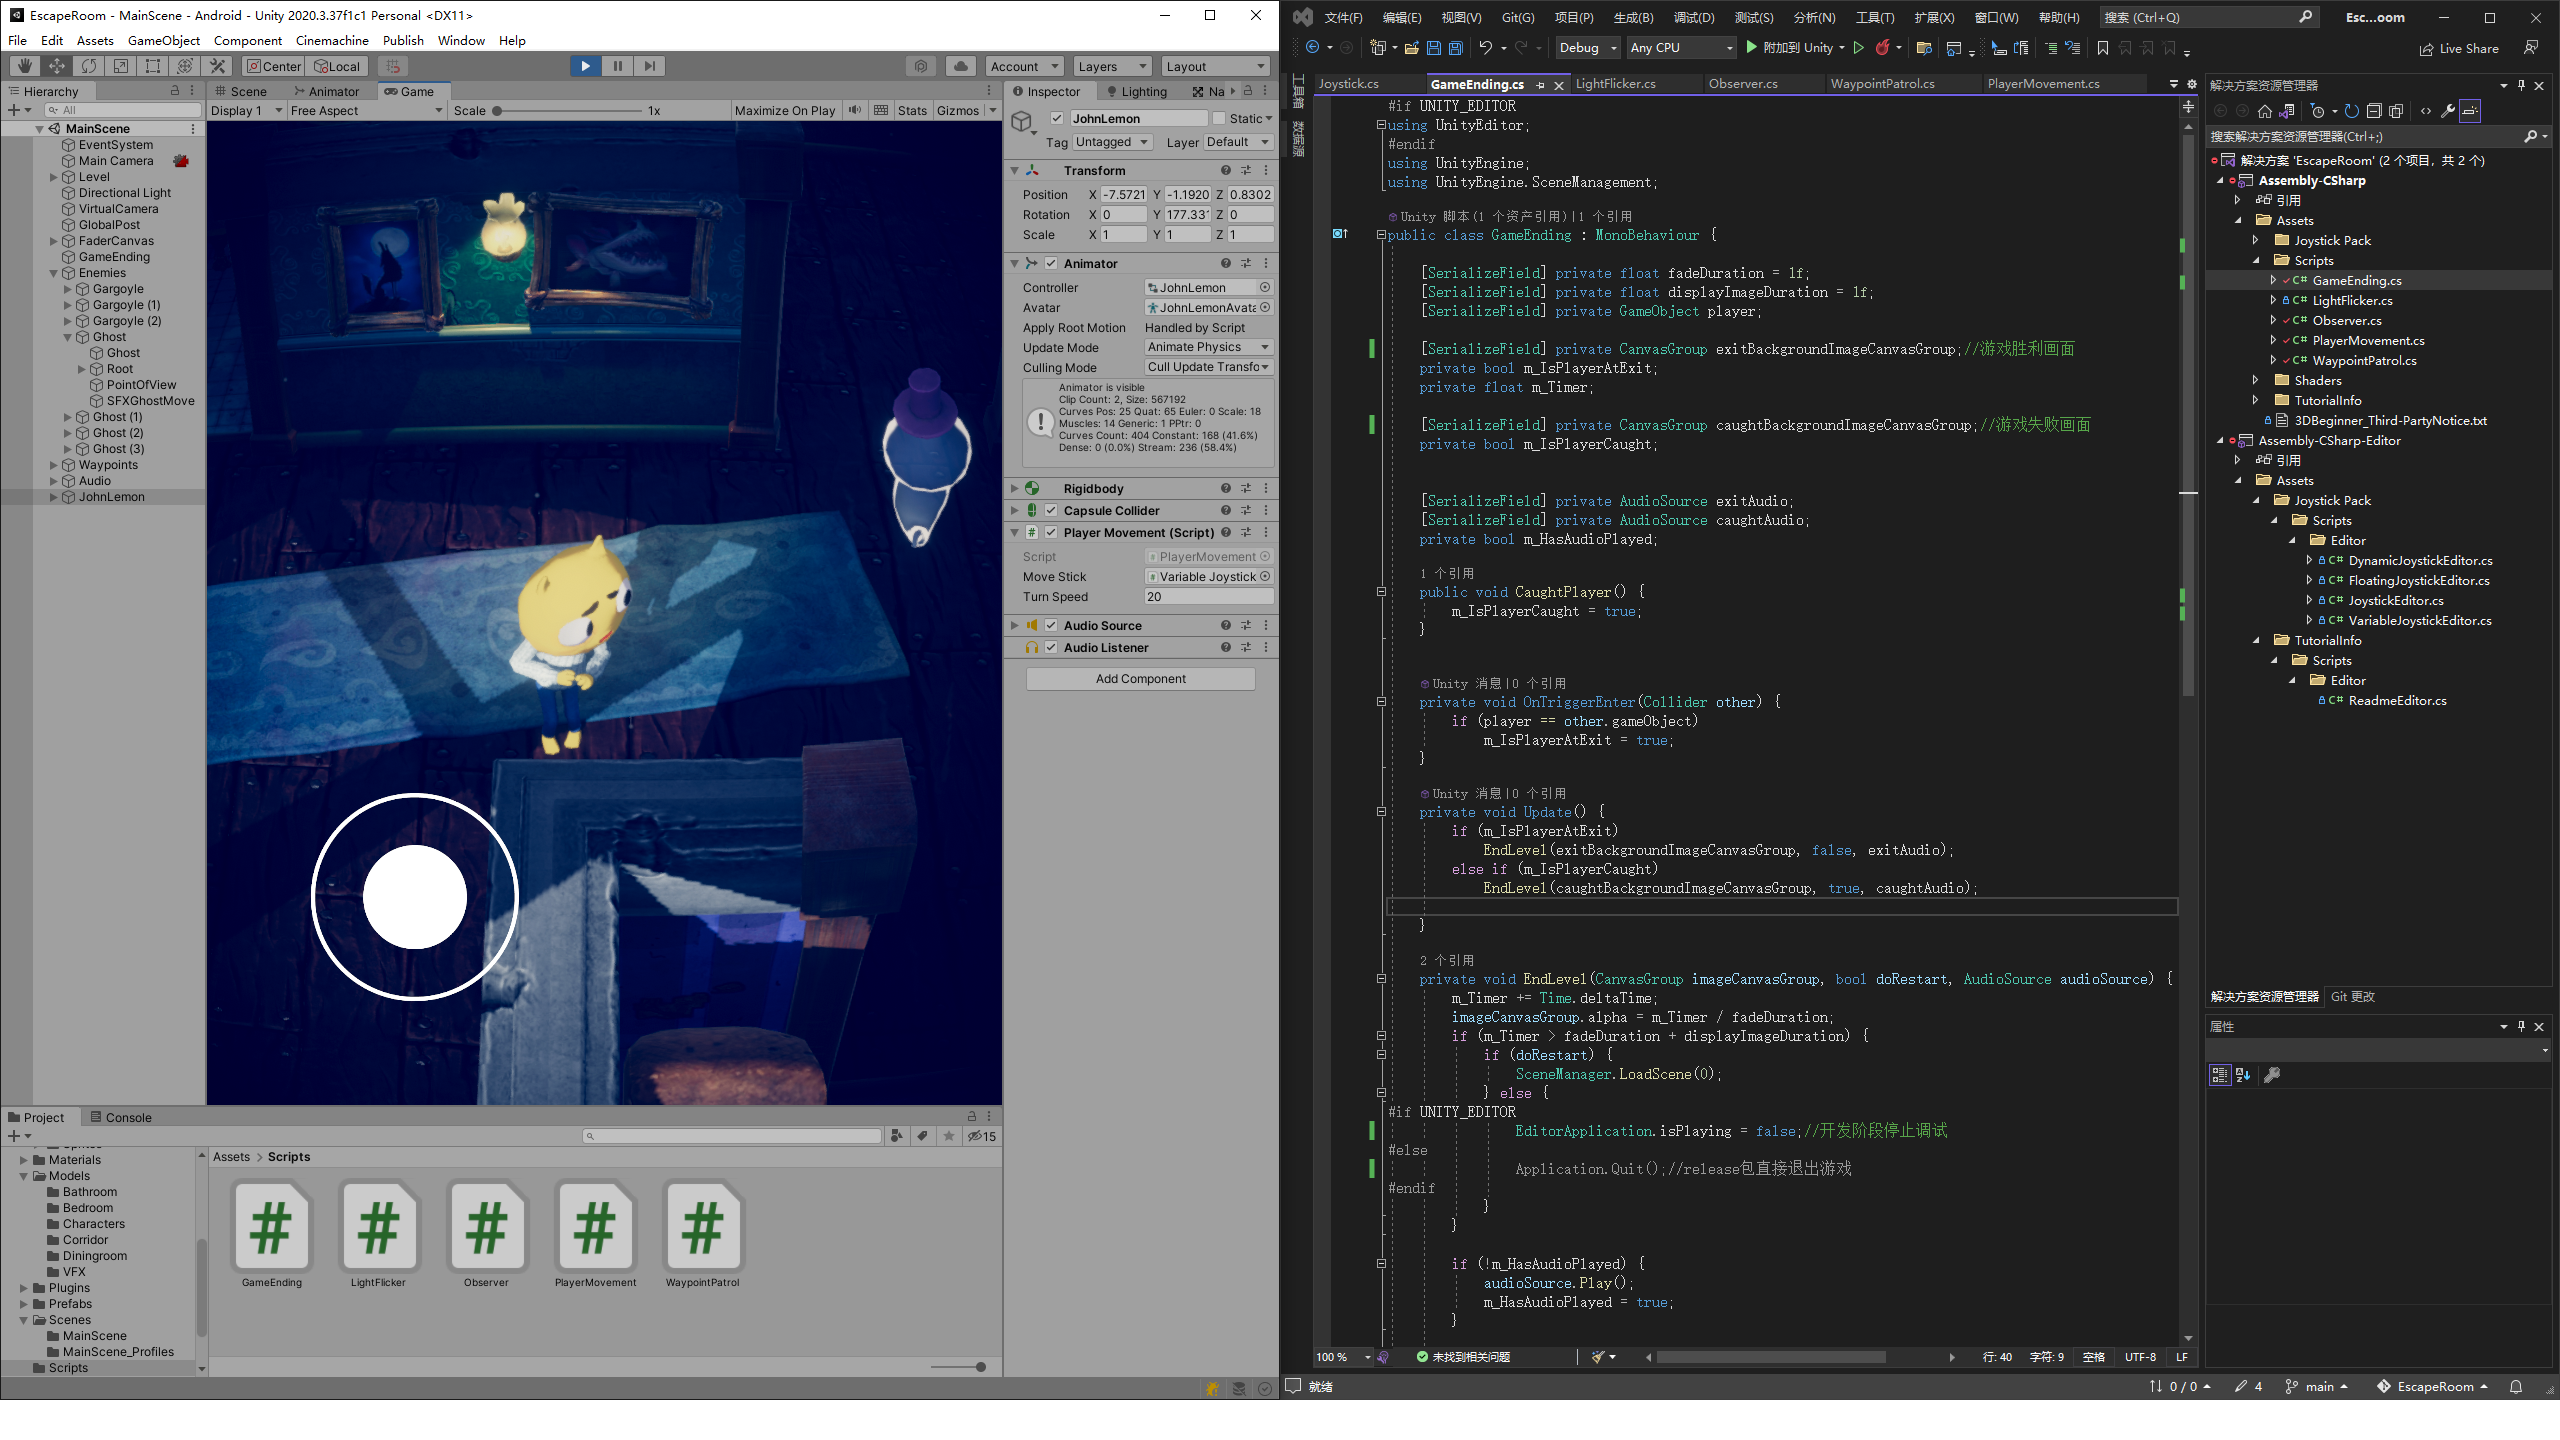 EscapeRoom - MainScene - Android - Unity 2020.3.37f1c1 Personal <DX11>
File Edit Assets GameObject Component Cinemachine Publish Window Help
Center Local
Account Layers Layout
Hierarchy
All
MainScene
EventSystem
Main Camera
Level
Directional Light
VirtualCamera
GlobalPost
FaderCanvas
GameEnding
Enemies
Gargoyle
Gargoyle (1)
Gargoyle (2)
Ghost
Ghost
Root
PointOfView
SFXGhostMove
Ghost (1)
Ghost (2)
Ghost (3)
Waypoints
Audio
JohnLemon
Scene Animator Game
Display 1 Free Aspect Scale 1x Maximize On Play Stats Gizmos
Inspector Lighting Na
JohnLemon Static
Tag Untagged Layer Default
Transform
Position X -7.5721 Y -1.1920 Z 0.8302
Rotation X 0 Y 177.331 Z 0
Scale X 1 Y 1 Z 1
Animator
Controller JohnLemon
Avatar JohnLemonAvata
Apply Root Motion Handled by Script
Update Mode Animate Physics
Culling Mode Cull Update Transfo
Animator is visible
Clip Count: 2, Size: 567192
Curves Pos: 25 Quat: 65 Euler: 0 Scale: 18
Muscles: 14 Generic: 1 PPtr: 0
Curves Count: 404 Constant: 168 (41.6%)
Dense: 0 (0.0%) Stream: 236 (58.4%)
Rigidbody
Capsule Collider
Player Movement (Script)
Script PlayerMovement
Move Stick Variable Joystick
Turn Speed 20
Audio Source
Audio Listener
Add Component
Project Console
15
Materials
Models
Bathroom
Bedroom
Characters
Corridor
Diningroom
VFX
Plugins
Prefabs
Scenes
MainScene
MainScene_Profiles
Scripts
Assets > Scripts
GameEnding LightFlicker Observer PlayerMovement WaypointPatrol
文件(F) 编辑(E) 视图(V) Git(G) 项目(P) 生成(B) 调试(D) 测试(S) 分析(N) 工具(T) 扩展(X) 窗口(W) 帮助(H) 搜索 (Ctrl+Q) Esc...oom
Debug Any CPU 附加到 Unity Live Share
工具箱
数据源
Joystick.cs GameEnding.cs LightFlicker.cs Observer.cs WaypointPatrol.cs PlayerMovement.cs
#if UNITY_EDITOR
using UnityEditor;
#endif
using UnityEngine;
using UnityEngine.SceneManagement;
Unity 脚本(1 个资产引用)|1 个引用
public class GameEnding : MonoBehaviour {
[SerializeField] private float fadeDuration = 1f;
[SerializeField] private float displayImageDuration = 1f;
[SerializeField] private GameObject player;
[SerializeField] private CanvasGroup exitBackgroundImageCanvasGroup;//游戏胜利画面
private bool m_IsPlayerAtExit;
private float m_Timer;
[SerializeField] private CanvasGroup caughtBackgroundImageCanvasGroup;//游戏失败画面
private bool m_IsPlayerCaught;
[SerializeField] private AudioSource exitAudio;
[SerializeField] private AudioSource caughtAudio;
private bool m_HasAudioPlayed;
1 个引用
public void CaughtPlayer() {
m_IsPlayerCaught = true;
}
Unity 消息|0 个引用
private void OnTriggerEnter(Collider other) {
if (player == other.gameObject)
m_IsPlayerAtExit = true;
}
Unity 消息|0 个引用
private void Update() {
if (m_IsPlayerAtExit)
EndLevel(exitBackgroundImageCanvasGroup, false, exitAudio);
else if (m_IsPlayerCaught)
EndLevel(caughtBackgroundImageCanvasGroup, true, caughtAudio);
}
2 个引用
private void EndLevel(CanvasGroup imageCanvasGroup, bool doRestart, AudioSource audioSource) {
m_Timer += Time.deltaTime;
imageCanvasGroup.alpha = m_Timer / fadeDuration;
if (m_Timer > fadeDuration + displayImageDuration) {
if (doRestart) {
SceneManager.LoadScene(0);
} else {
#if UNITY_EDITOR
EditorApplication.isPlaying = false;//开发阶段停止调试
#else
Application.Quit();//release包直接退出游戏
#endif
}
}
if (!m_HasAudioPlayed) {
audioSource.Play();
m_HasAudioPlayed = true;
}
100 % 未找到相关问题 行: 40 字符: 9 空格 UTF-8 LF
解决方案资源管理器
搜索解决方案资源管理器(Ctrl+;)
解决方案 'EscapeRoom' (2 个项目，共 2 个)
Assembly-CSharp
引用
Assets
Joystick Pack
Scripts
C# GameEnding.cs
C# LightFlicker.cs
C# Observer.cs
C# PlayerMovement.cs
C# WaypointPatrol.cs
Shaders
TutorialInfo
3DBeginner_Third-PartyNotice.txt
Assembly-CSharp-Editor
引用
Assets
Joystick Pack
Scripts
Editor
C# DynamicJoystickEditor.cs
C# FloatingJoystickEditor.cs
C# JoystickEditor.cs
C# VariableJoystickEditor.cs
TutorialInfo
Scripts
Editor
C# ReadmeEditor.cs
解决方案资源管理器 Git 更改
属性
就绪 0 / 0 4 main EscapeRoom